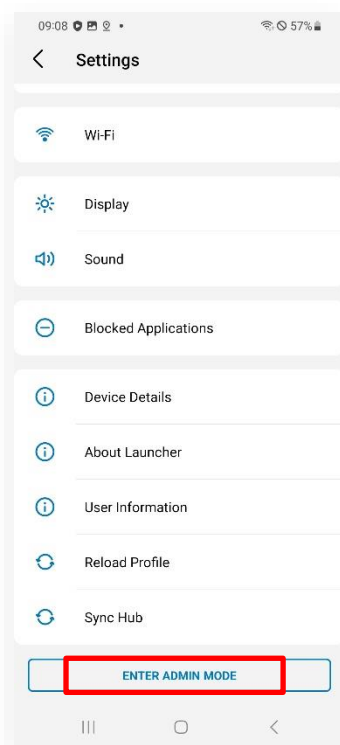 09:08 57%
Settings
Wi-Fi
Display
Sound
Blocked Applications
Device Details
About Launcher
User Information
Reload Profile
Sync Hub
ENTER ADMIN MODE